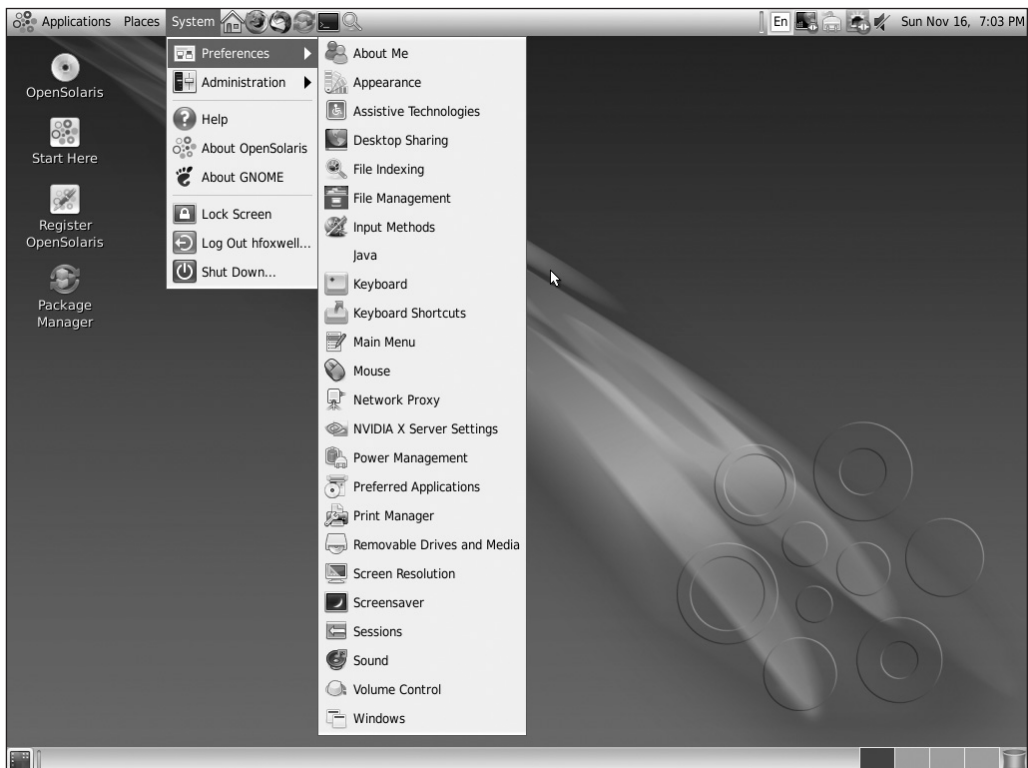 Applications Places System En Sun Nov 16, 7:03 PM
OpenSolaris
Start Here
Register
OpenSolaris
Package
Manager
Preferences
Administration
Help
About OpenSolaris
About GNOME
Lock Screen
Log Out hfoxwell...
Shut Down...
About Me
Appearance
Assistive Technologies
Desktop Sharing
File Indexing
File Management
Input Methods
Java
Keyboard
Keyboard Shortcuts
Main Menu
Mouse
Network Proxy
NVIDIA X Server Settings
Power Management
Preferred Applications
Print Manager
Removable Drives and Media
Screen Resolution
Screensaver
Sessions
Sound
Volume Control
Windows